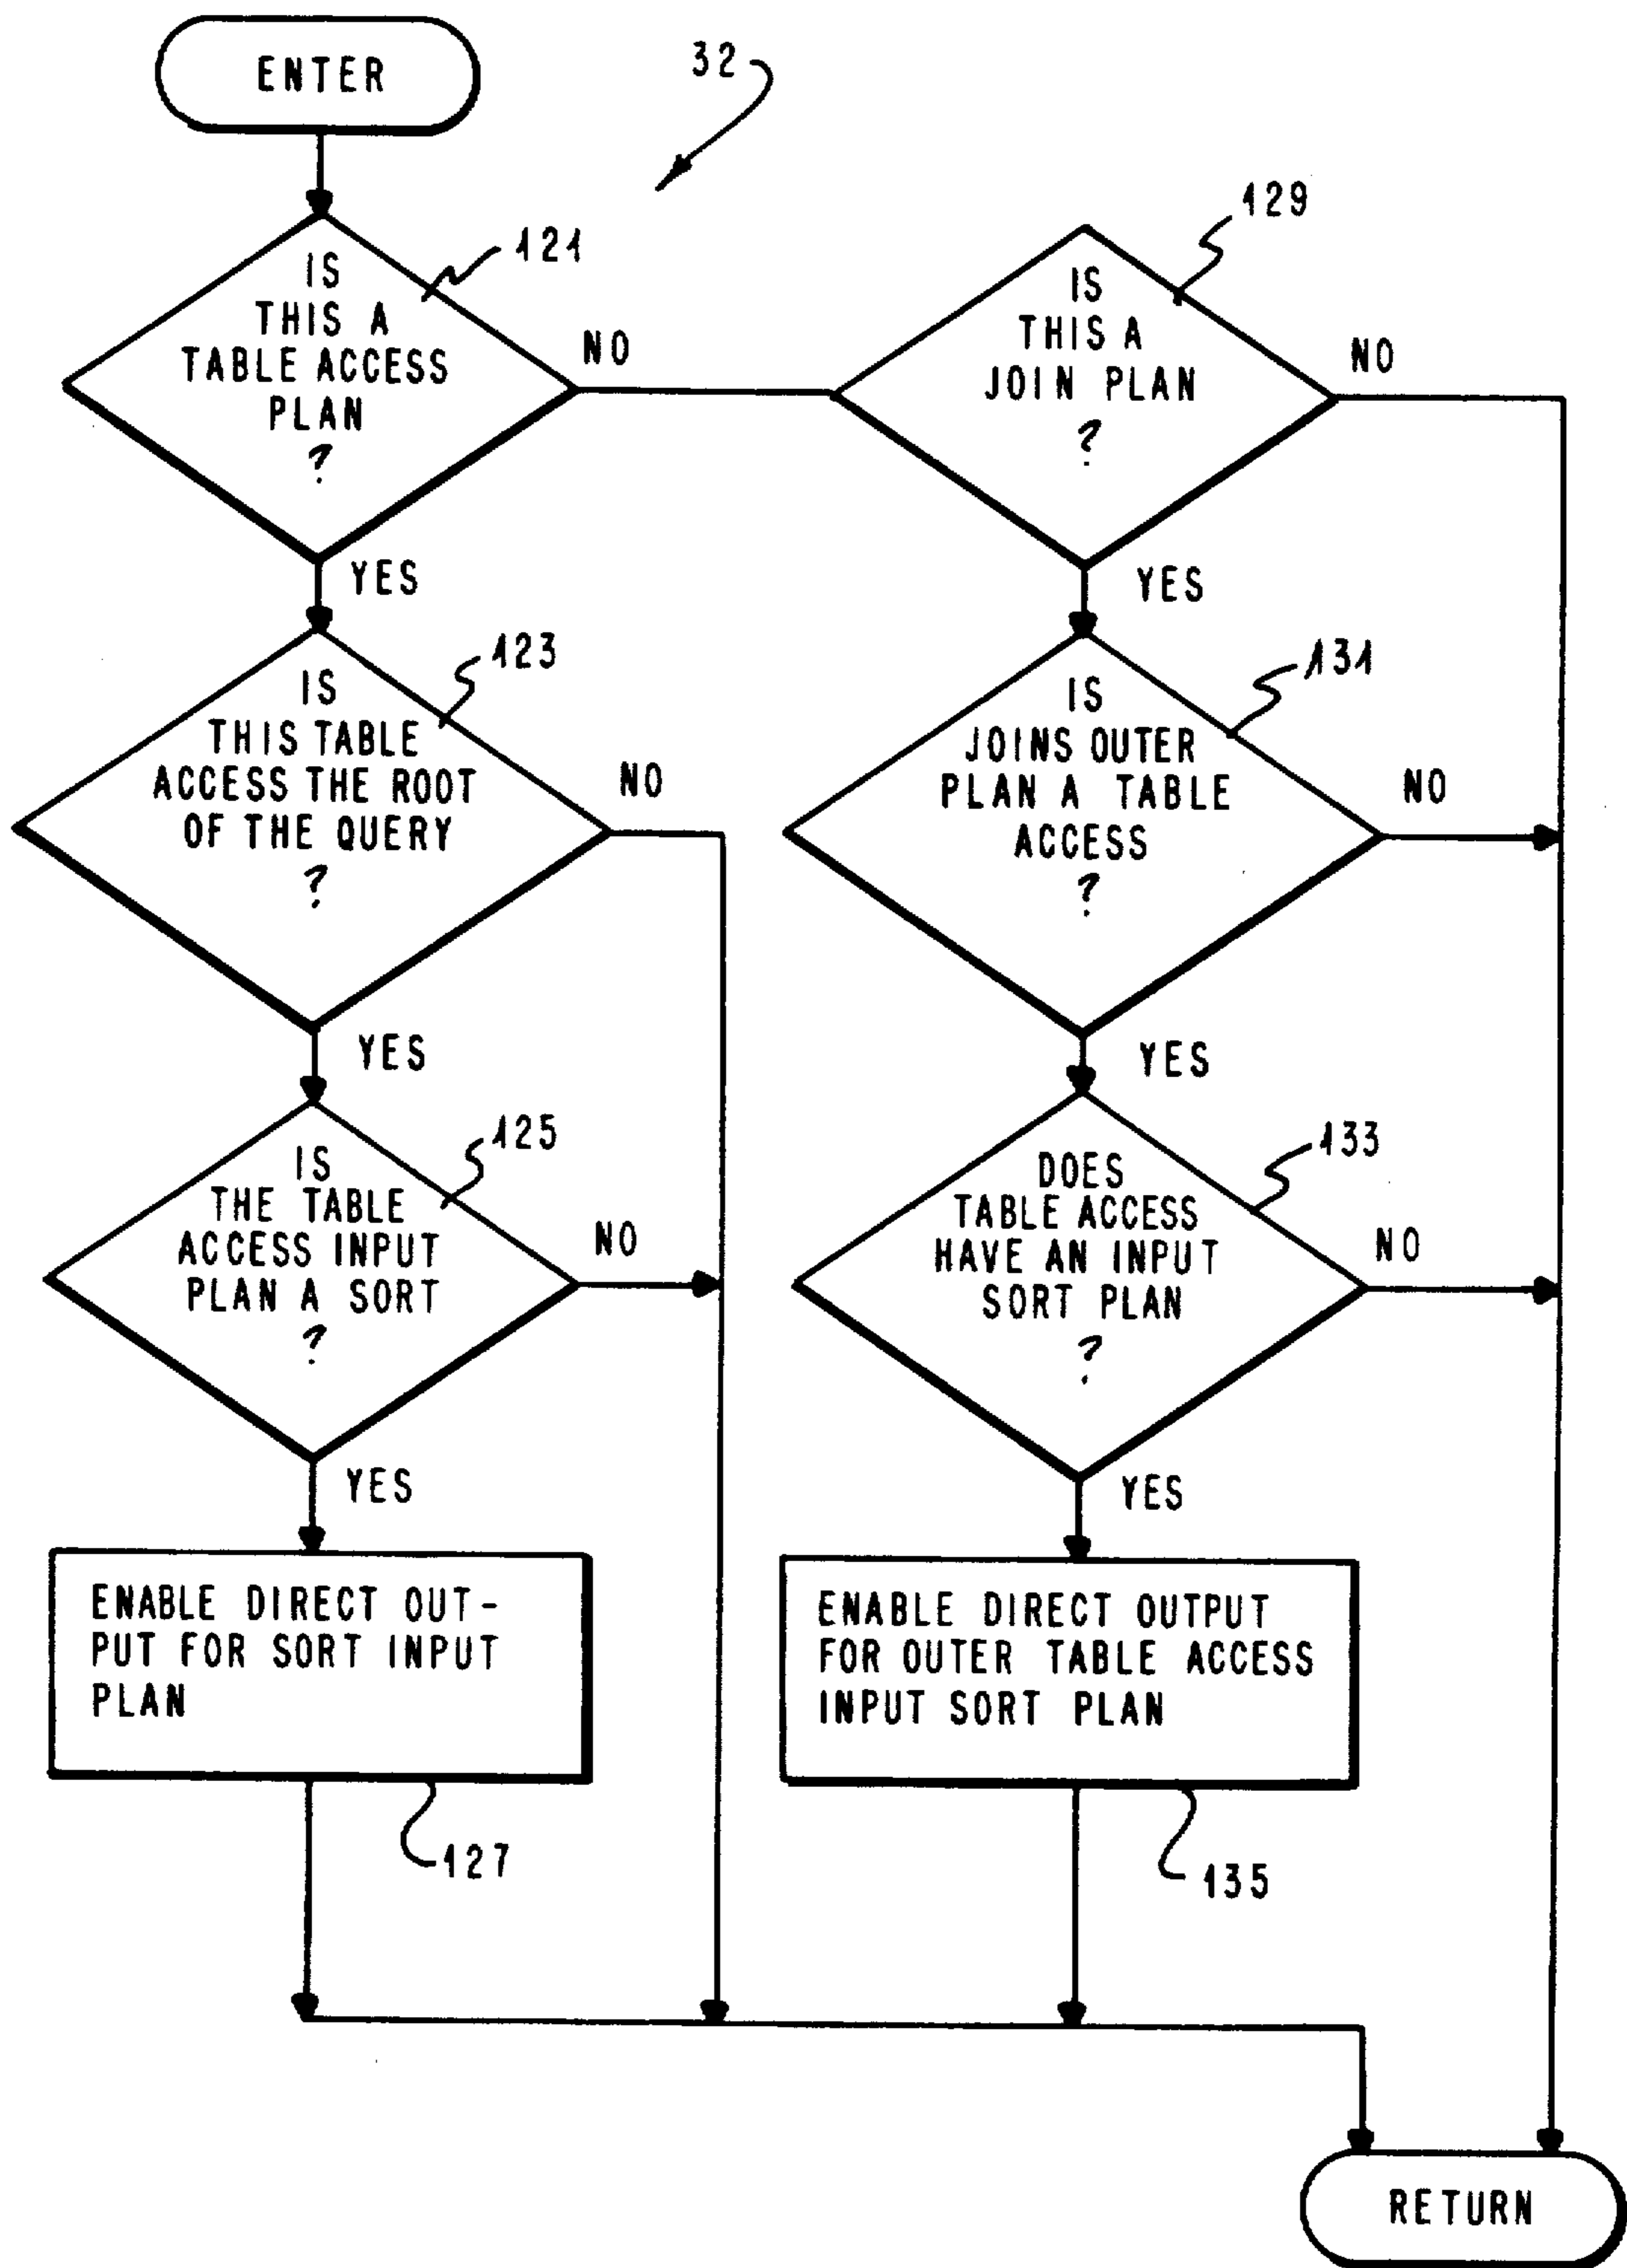 ENTER
32
121
IS
THIS A
TABLE ACCESS
PLAN
?
NO
YES
129
IS
THIS A
JOIN PLAN
?
NO
YES
123
IS
THIS TABLE
ACCESS THE ROOT
OF THE QUERY
?
NO
YES
131
IS
JOINS OUTER
PLAN A TABLE
ACCESS
?
NO
YES
125
IS
THE TABLE
ACCESS INPUT
PLAN A SORT
?
NO
YES
133
DOES
TABLE ACCESS
HAVE AN INPUT
SORT PLAN
?
NO
YES
ENABLE DIRECT OUT-
PUT FOR SORT INPUT
PLAN
127
ENABLE DIRECT OUTPUT
FOR OUTER TABLE ACCESS
INPUT SORT PLAN
135
RETURN